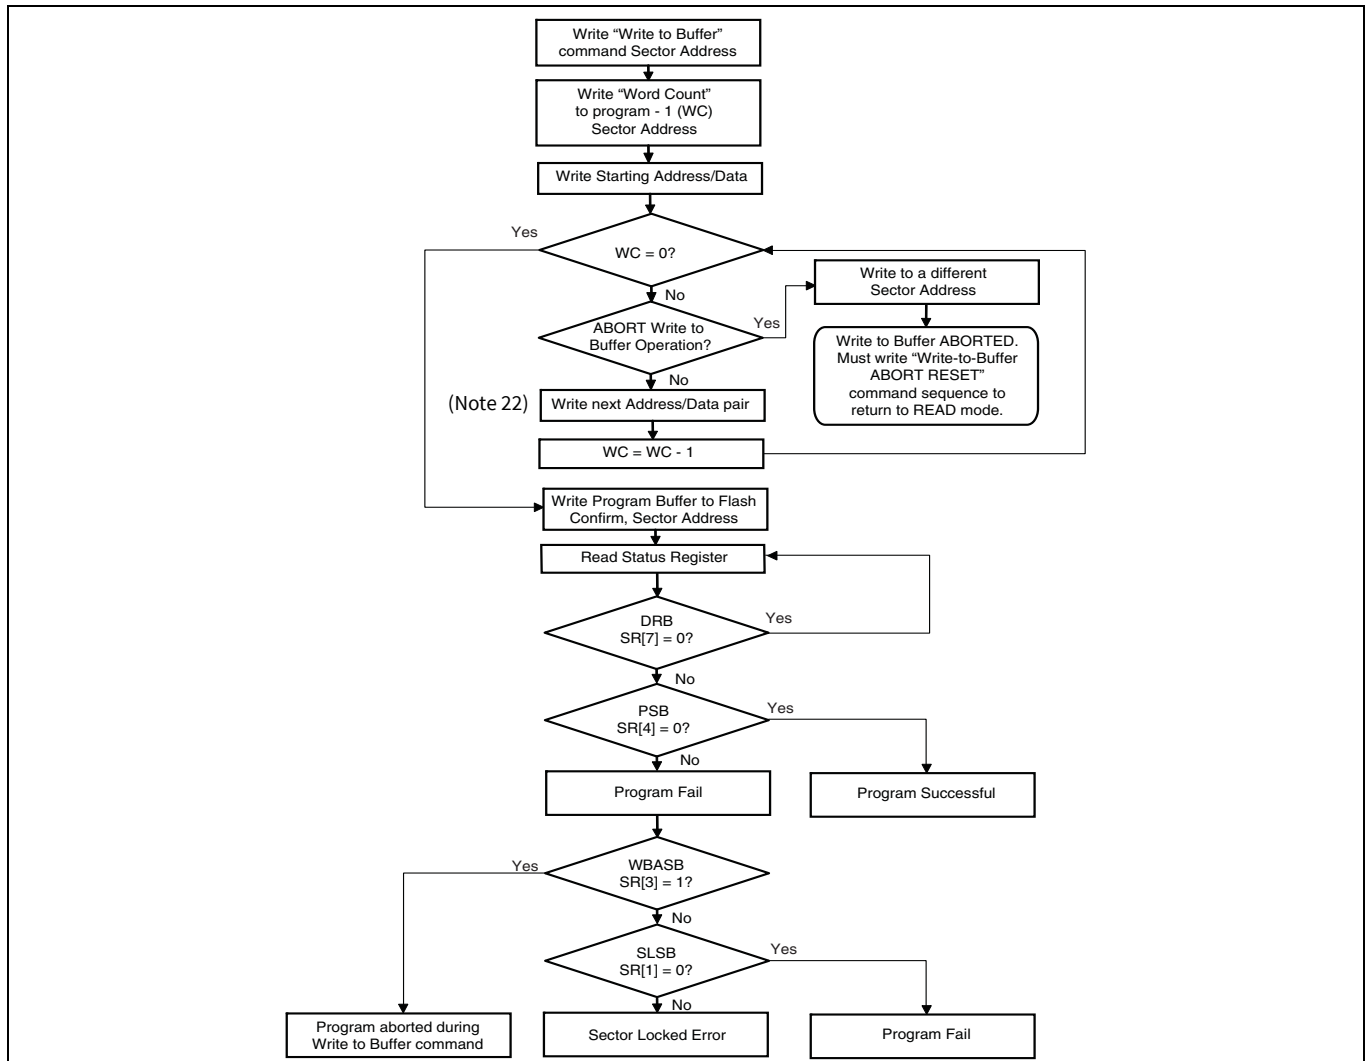 Write “Write to Buffer”
command Sector Address
Write “Word Count”
to program - 1 (WC)
Sector Address
Write Starting Address/Data
Yes
WC = 0?
No
Write to a different
Sector Address
ABORT Write to
Buffer Operation?
Yes
No
Write to Buffer ABORTED.
Must write “Write-to-Buffer
ABORT RESET”
command sequence to
return to READ mode.
(Note 22)
Write next Address/Data pair
WC = WC - 1
Write Program Buffer to Flash
Confirm, Sector Address
Read Status Register
DRB
SR[7] = 0?
Yes
No
PSB
SR[4] = 0?
Yes
No
Program Fail
Program Successful
Yes
WBASB
SR[3] = 1?
No
SLSB
SR[1] = 0?
Yes
No
Program aborted during
Write to Buffer command
Sector Locked Error
Program Fail